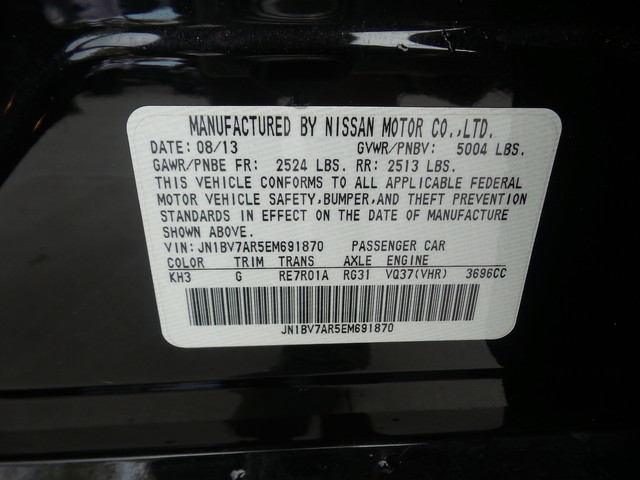 MANUFACTURED BY NISSAN MOTOR CO.,LTD.
DATE: 08/13 GVWR/PNBV: 5004 LBS.
GAWR/PNBE FR: 2524 LBS. RR: 2513 LBS.
THIS VEHICLE CONFORMS TO ALL APPLICABLE FEDERAL
MOTOR VEHICLE SAFETY, BUMPER, AND THEFT PREVENTION
STANDARDS IN EFFECT ON THE DATE OF MANUFACTURE
SHOWN ABOVE.
VIN: JN1BV7AR5EM691870 PASSENGER CAR
COLOR TRIM TRANS AXLE ENGINE
KH3 G RE7R01A RG31 VQ37(VHR) 3696CC
JN1BV7AR5EM691870